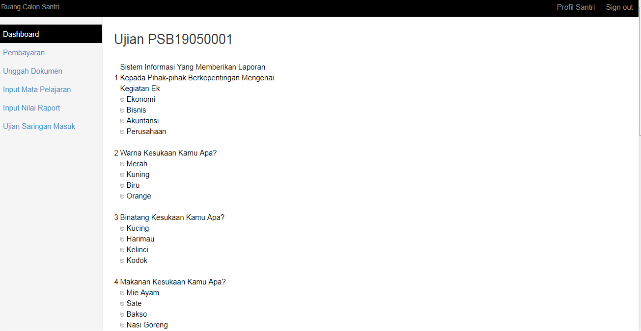 Ruang Calon Santri
Profil Santri
Sign out
Dashboard
Pembayaran
Unggah Dokumen
Input Mata Pelajaran
Input Nilai Raport
Ujian Saringan Masuk
Ujian PSB19050001
Sistem Informasi Yang Memberikan Laporan
1 Kepada Pihak-pihak Berkepentingan Mengenai
Kegiatan Ek
Ekonomi
Bisnis
Akuntansi
Perusahaan
2 Warna Kesukaan Kamu Apa?
Merah
Kuning
Biru
Orange
3 Binatang Kesukaan Kamu Apa?
Kucing
Harimau
Kelinci
Kodok
4 Makanan Kesukaan Kamu Apa?
Mie Ayam
Sate
Bakso
Nasi Goreng